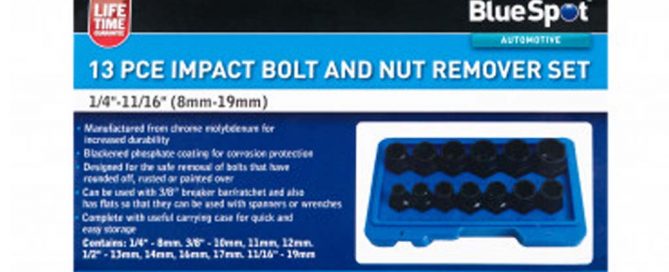 LIFE
TIME
GUARANTEE
BlueSpot
AUTOMOTIVE
13 PCE IMPACT BOLT AND NUT REMOVER SET
1/4"-11/16" (8mm-19mm)
• Manufactured from chrome molybdenum for
increased durability
• Blackened phosphate coating for corrosion protection
• Designed for the safe removal of bolts that have
rounded off, rusted or painted over
• Can be used with 3/8" breaker bar/ratchet and also
has flats so that they can be used with spanners or wrenches
• Complete with useful carrying case for quick and
easy storage
Contains: 1/4" - 8mm. 3/8" - 10mm, 11mm, 12mm.
1/2" - 13mm, 14mm, 16mm, 17mm. 11/16" - 19mm